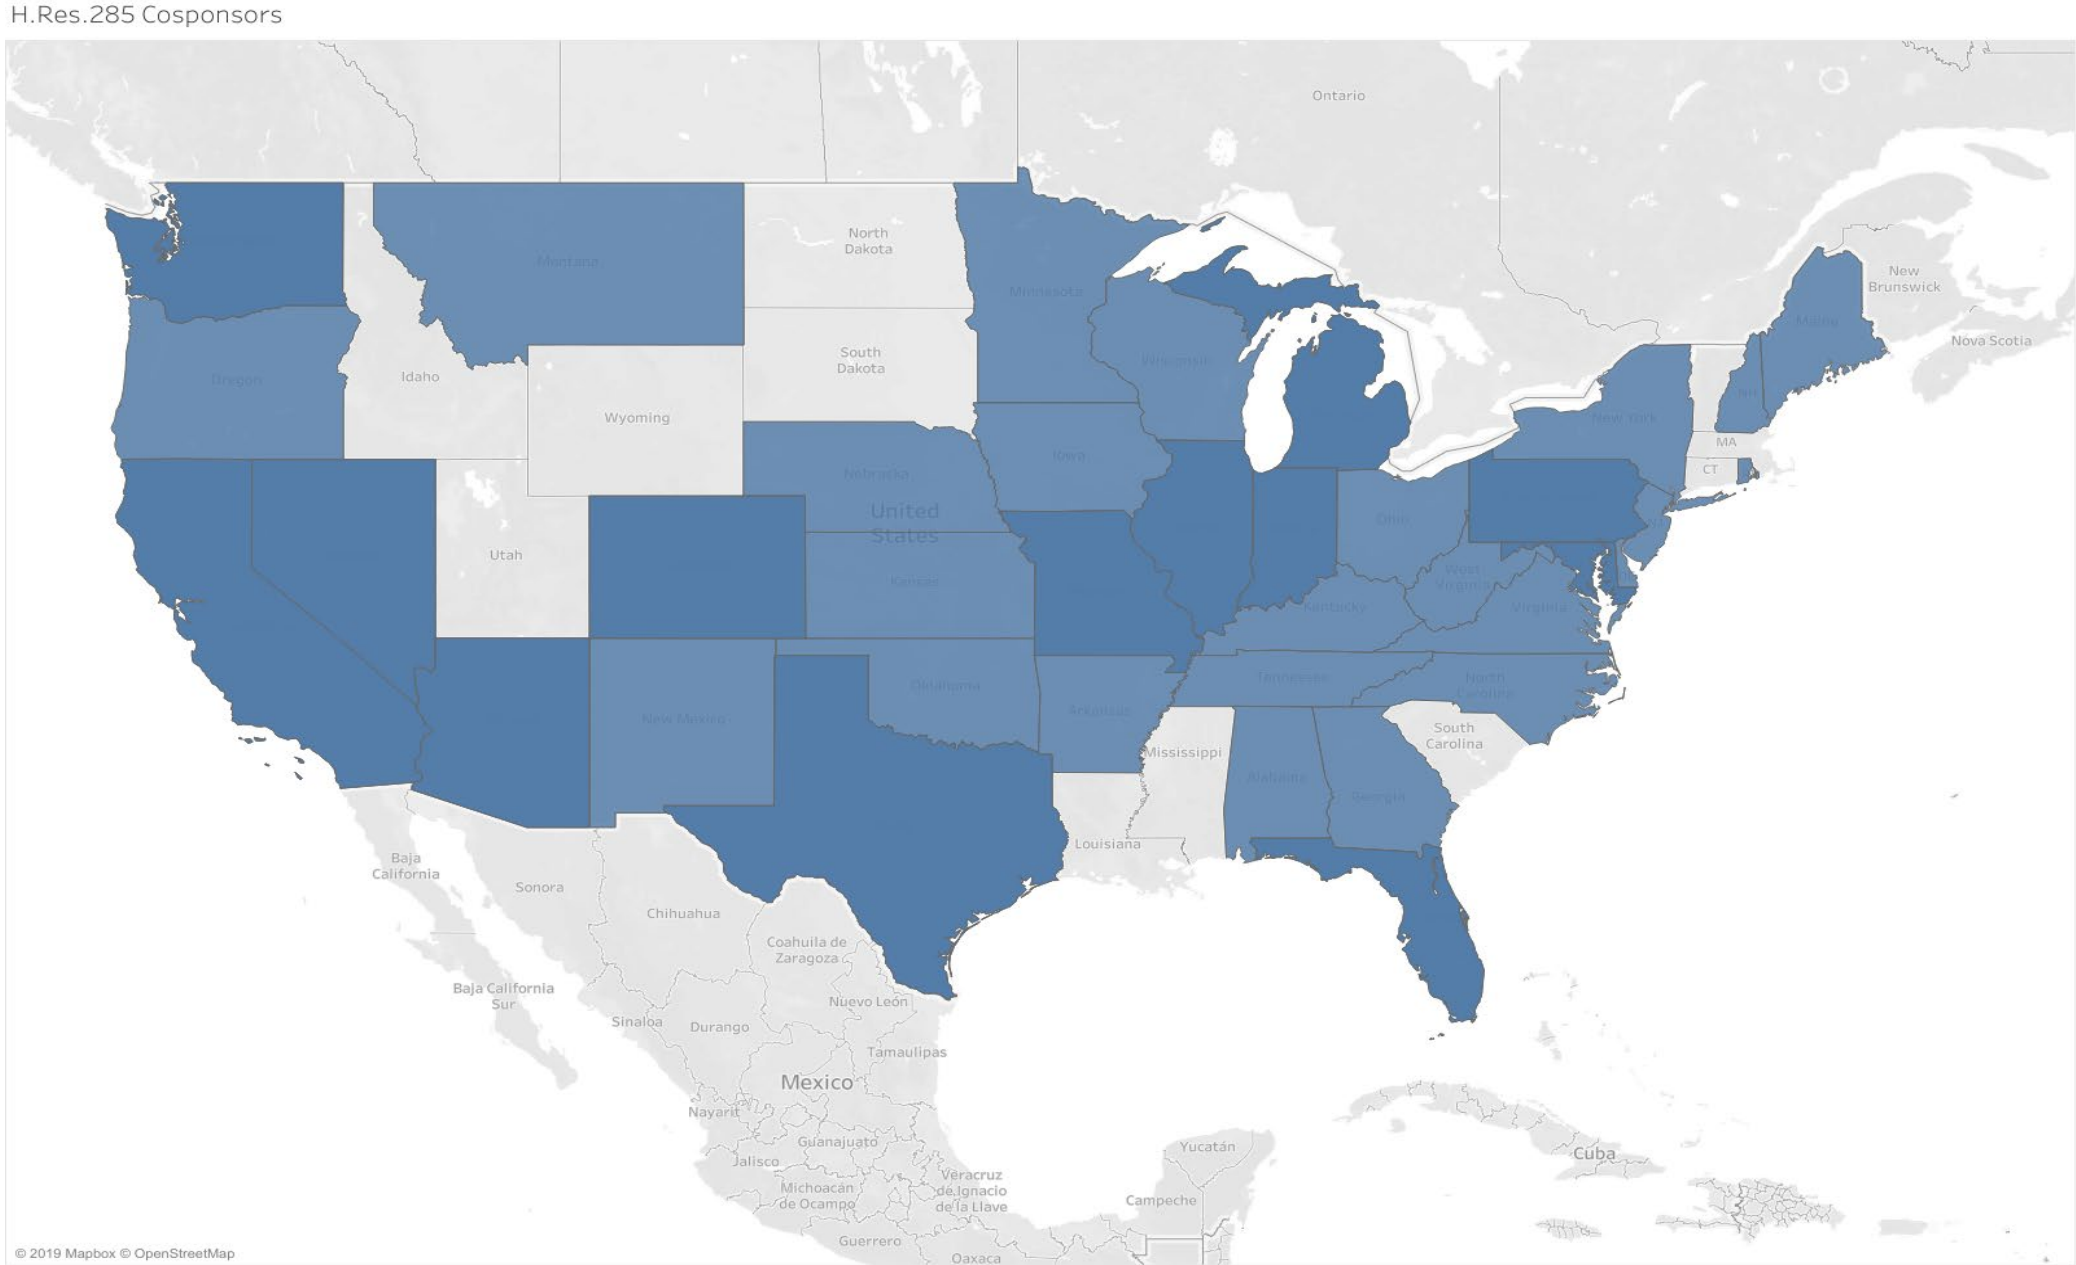 H.Res.285 Cosponsors
Ontario
New
Brunswick
Nova Scotia
North
Dakota
South
Dakota
Montana
Minnesota
Maine
Wisconsin
Oregon
Idaho
Wyoming
NH
New York
MA
CT
Iowa
Nebraska
United
States
Ohio
NJ
Utah
Kansas
West
Virginia
Virginia
DE
Kentucky
Tennessee
North
Carolina
Oklahoma
Arkansas
New Mexico
South
Carolina
Mississippi
Alabama
Georgia
Louisiana
Baja
California
Sonora
Chihuahua
Coahuila de
Zaragoza
Baja California
Sur
Nuevo León
Sinaloa
Durango
Tamaulipas
Mexico
Nayarit
Guanajuato
Yucatán
Cuba
Jalisco
Michoacán
de Ocampo
Veracruz
de Ignacio
de la Llave
Campeche
Guerrero
Oaxaca
© 2019 Mapbox © OpenStreetMap